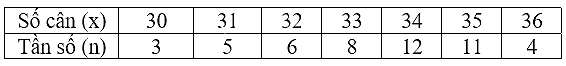 Số cân (x) 30 31 32 33 34 35 36
Tần số (n) 3 5 6 8 12 11 4